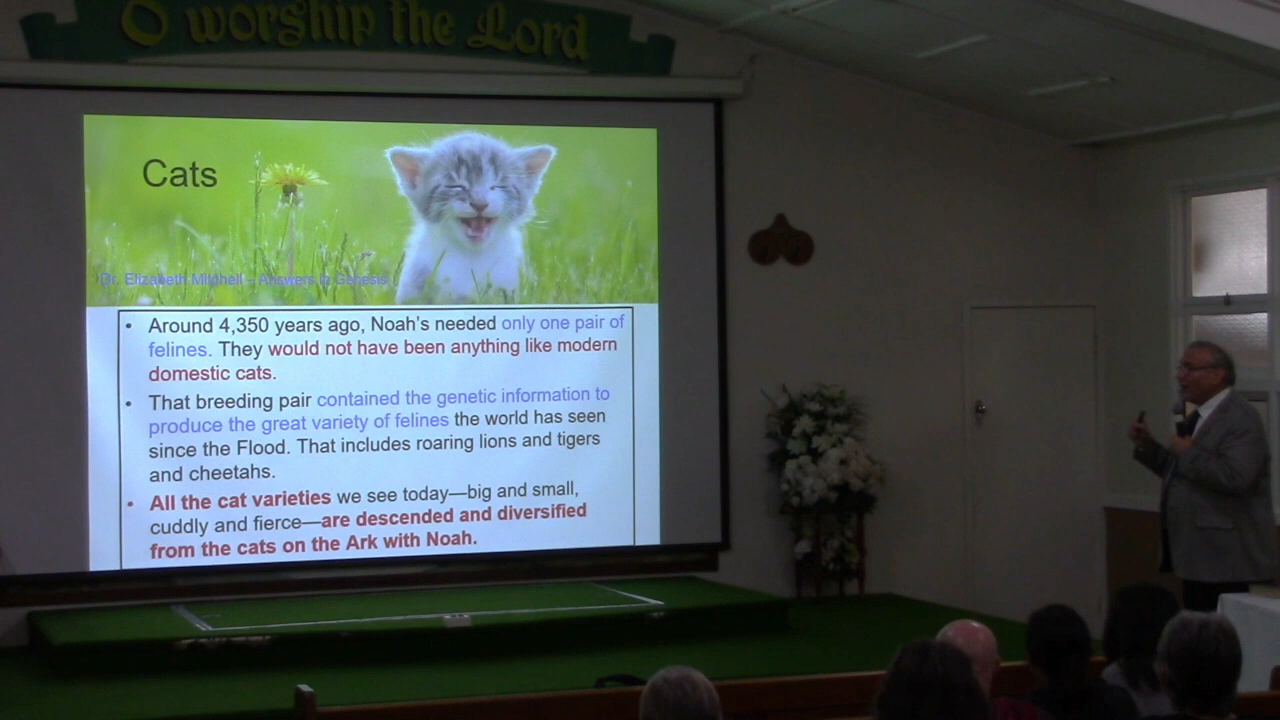 O worship the Lord
Cats
Dr. Elizabeth Mitchell – Answers in Genesis
• Around 4,350 years ago, Noah's needed only one pair of
felines. They would not have been anything like modern
domestic cats.
• That breeding pair contained the genetic information to
produce the great variety of felines the world has seen
since the Flood. That includes roaring lions and tigers
and cheetahs.
• All the cat varieties we see today—big and small,
cuddly and fierce—are descended and diversified
from the cats on the Ark with Noah.